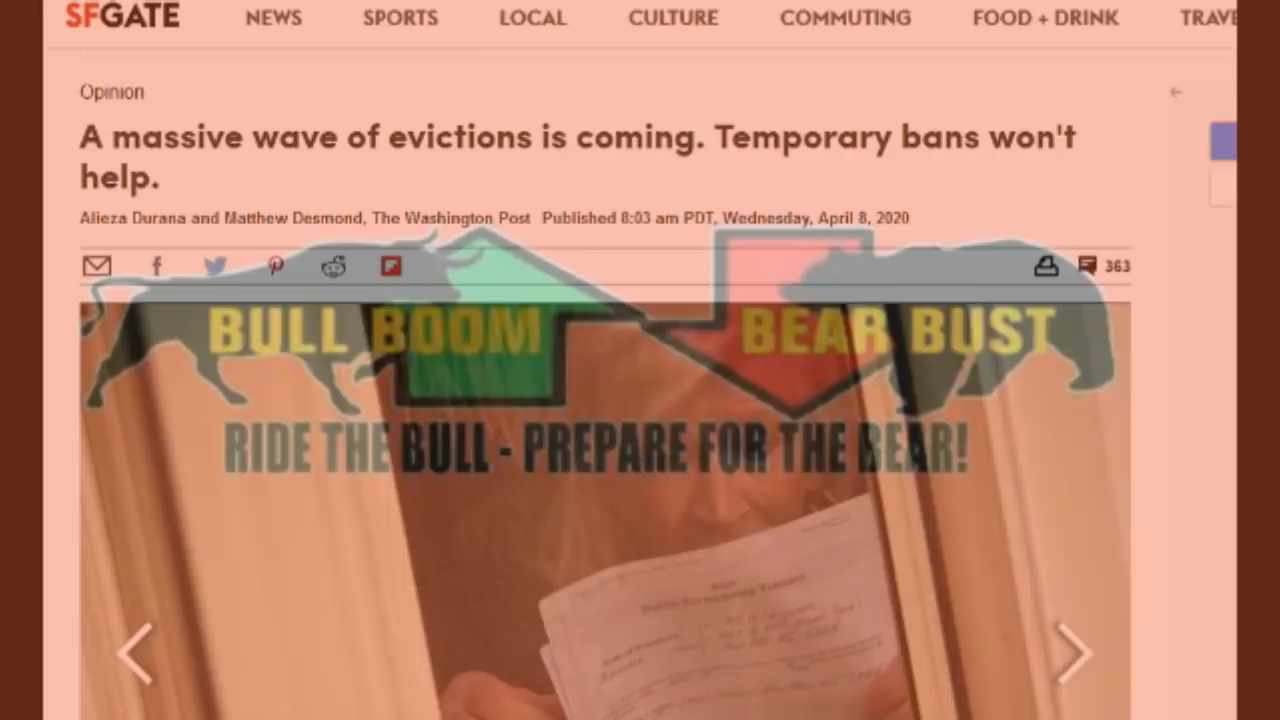 SFGATE NEWS SPORTS LOCAL CULTURE COMMUTING FOOD + DRINK TRAVE
Opinion
A massive wave of evictions is coming. Temporary bans won't
help.
Alieza Durana and Matthew Desmond, The Washington Post Published 8:03 am PDT, Wednesday, April 8, 2020
363
BULL BOOM BEAR BUST
RIDE THE BULL - PREPARE FOR THE BEAR!